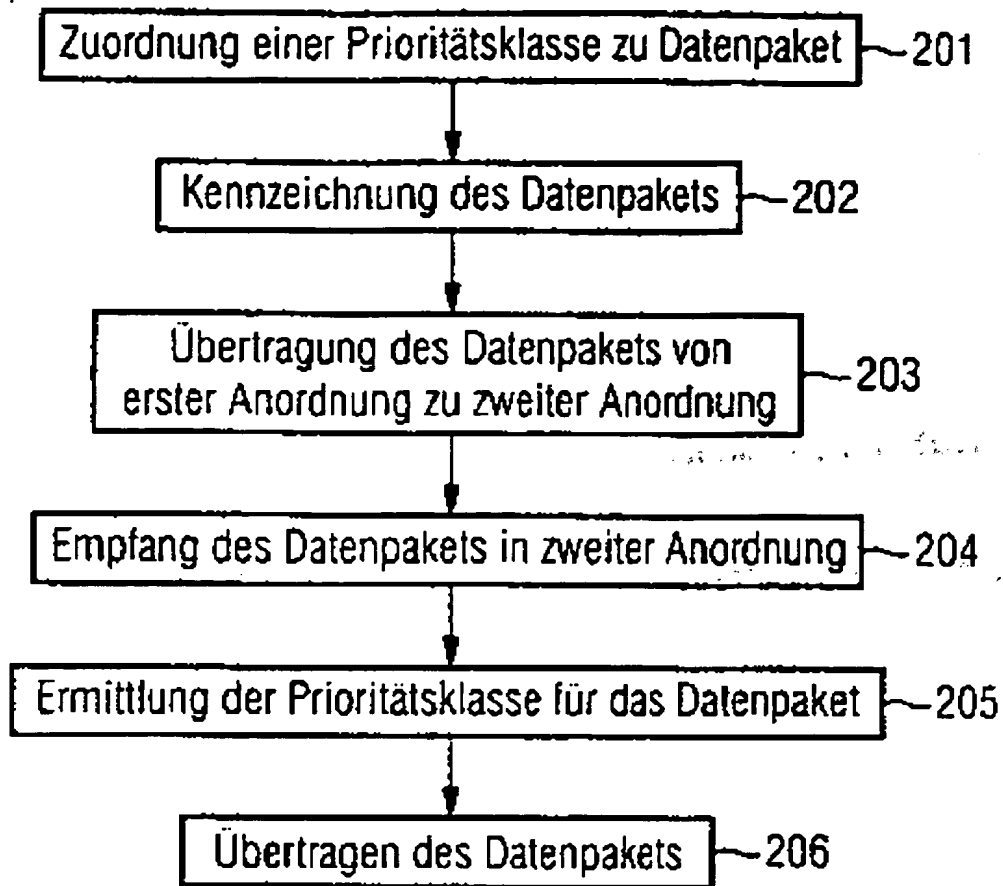 Zuordnung einer Prioritätsklasse zu Datenpaket 201
Kennzeichnung des Datenpakets 202
Übertragung des Datenpakets von
erster Anordnung zu zweiter Anordnung 203
Empfang des Datenpakets in zweiter Anordnung 204
Ermittlung der Prioritätsklasse für das Datenpaket 205
Übertragen des Datenpakets 206